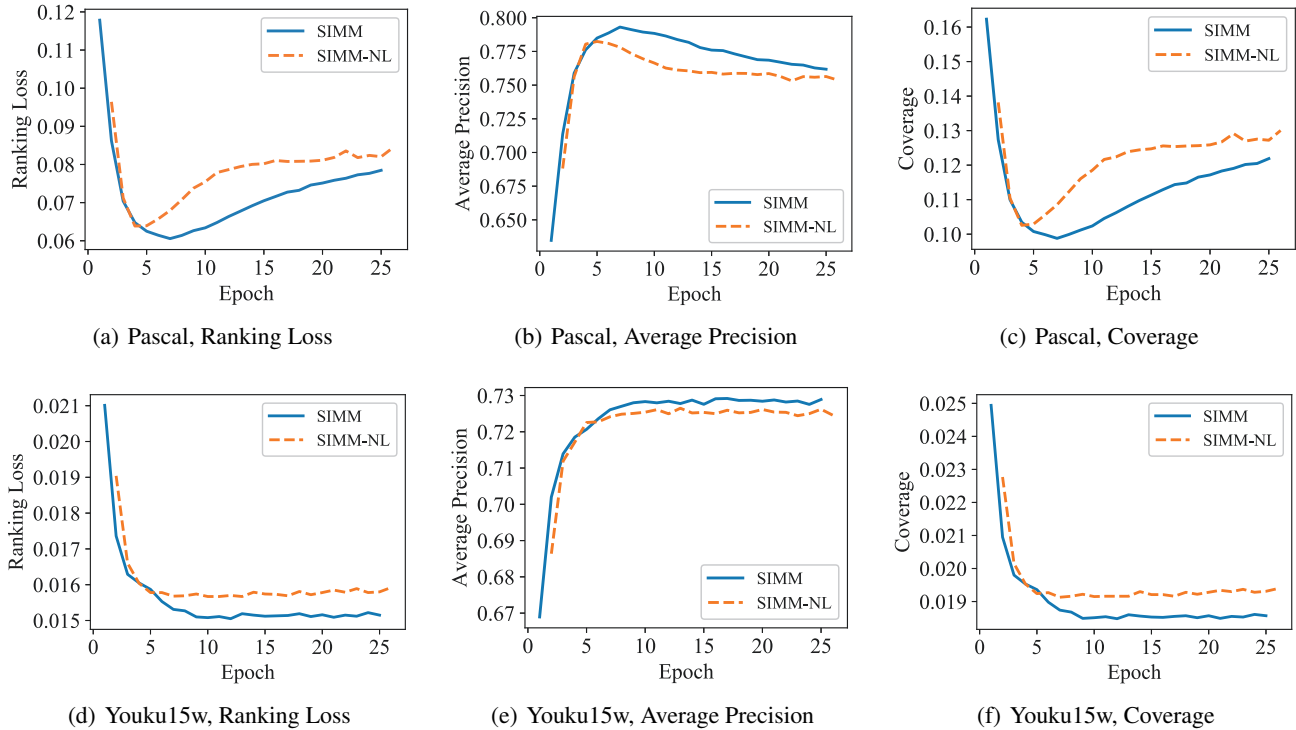 0.12
0.11
0.10
0.09
0.08
0.07
0.06
Ranking Loss
SIMM
SIMM-NL
0 5 10 15 20 25
Epoch
(a) Pascal, Ranking Loss
0.800
0.775
0.750
0.725
0.700
0.675
0.650
Average Precision
SIMM
SIMM-NL
0 5 10 15 20 25
Epoch
(b) Pascal, Average Precision
0.16
0.15
0.14
0.13
0.12
0.11
0.10
Coverage
SIMM
SIMM-NL
0 5 10 15 20 25
Epoch
(c) Pascal, Coverage
0.021
0.020
0.019
0.018
0.017
0.016
0.015
Ranking Loss
SIMM
SIMM-NL
0 5 10 15 20 25
Epoch
(d) Youku15w, Ranking Loss
0.73
0.72
0.71
0.70
0.69
0.68
0.67
Average Precision
SIMM
SIMM-NL
0 5 10 15 20 25
Epoch
(e) Youku15w, Average Precision
0.025
0.024
0.023
0.022
0.021
0.020
0.019
Coverage
SIMM
SIMM-NL
0 5 10 15 20 25
Epoch
(f) Youku15w, Coverage